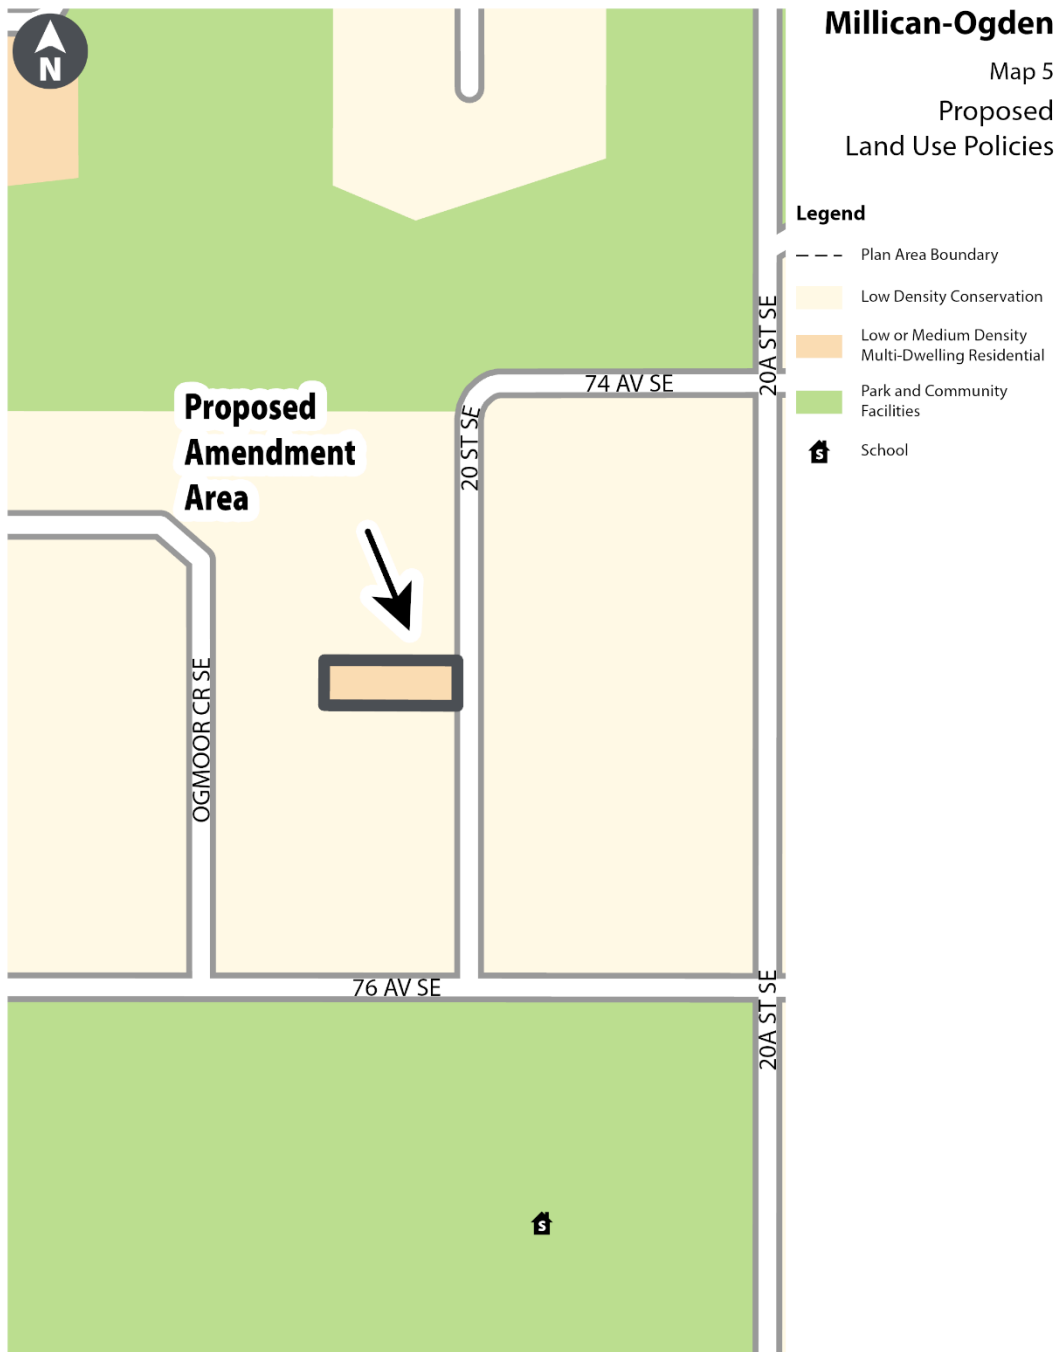 Millican-Ogden
Map 5
Proposed
Land Use Policies
N
Legend
Plan Area Boundary
Low Density Conservation
Low or Medium Density
Multi-Dwelling Residential
Park and Community
Facilities
S
School
20A ST SE
74 AV SE
20 ST SE
Proposed
Amendment
Area
OGMOOR CR SE
76 AV SE
20A ST SE
S